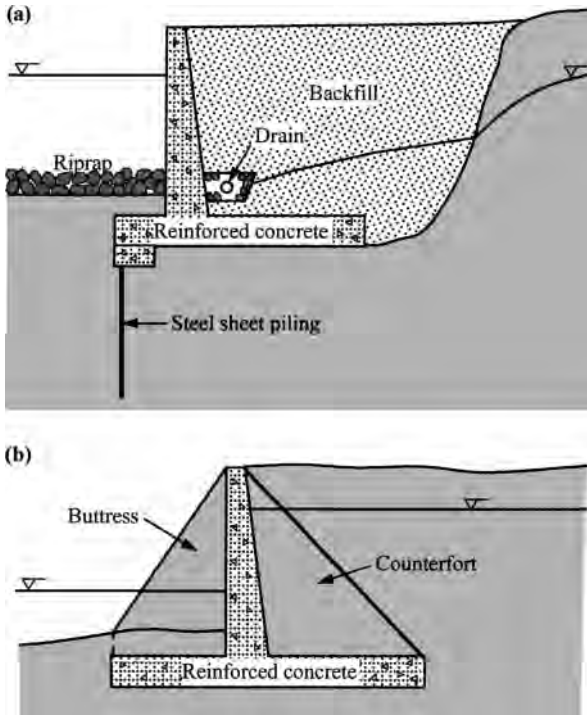 (a)
Backfill
Drain
Riprap
Reinforced concrete
Steel sheet piling
(b)
Buttress
Counterfort
Reinforced concrete